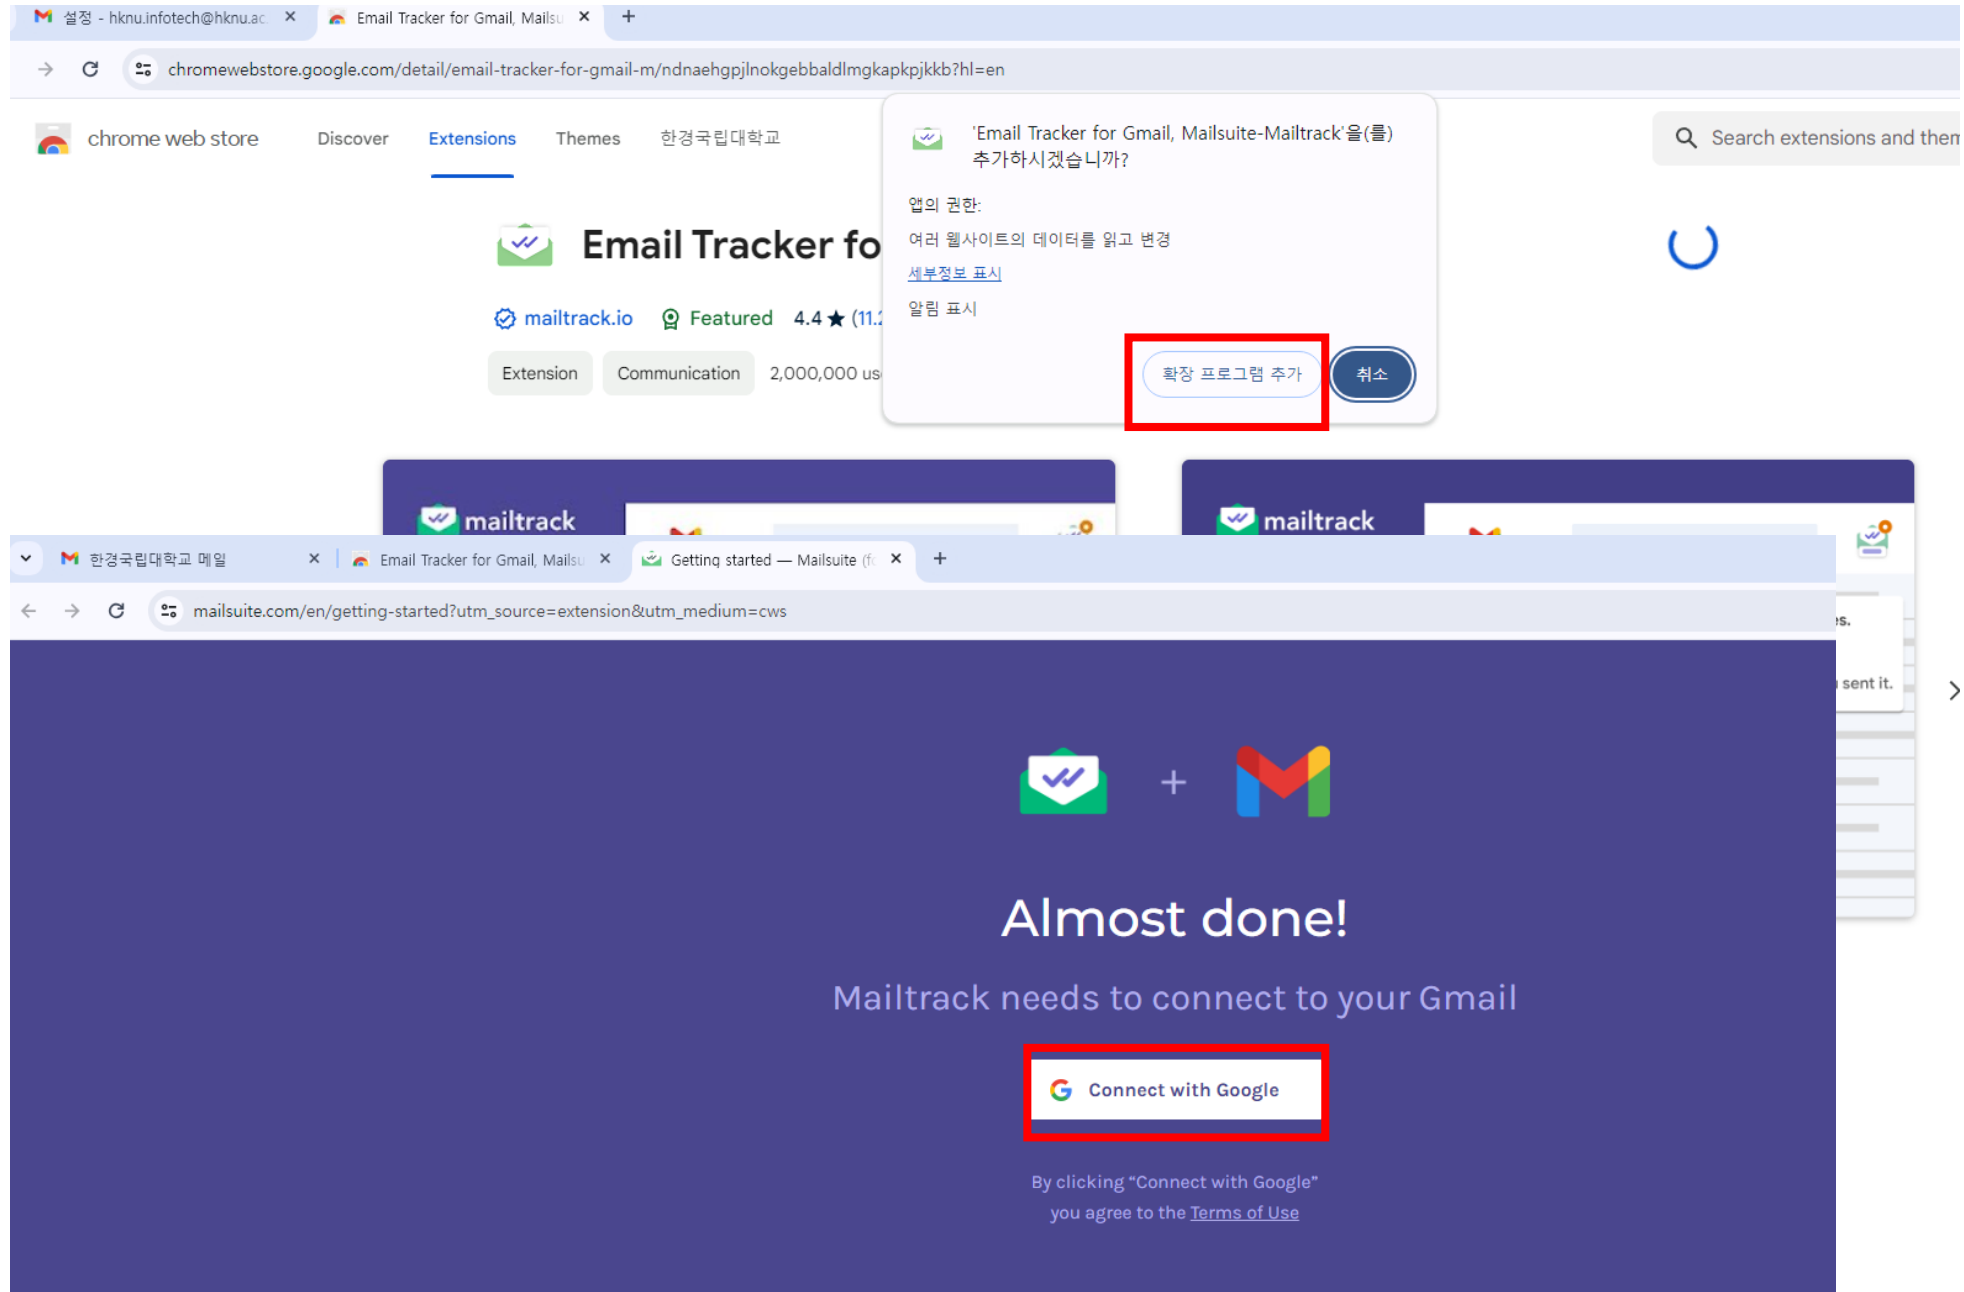 설정 - hknu.infotech@hknu.ac.
Email Tracker for Gmail, Mailsu
chromewebstore.google.com/detail/email-tracker-for-gmail-m/ndnaehgpjlnokgebbaldlmgkapkpjkkb?hl=en
chrome web store Discover Extensions Themes 한경국립대학교
Search extensions and them
'Email Tracker for Gmail, Mailsuite-Mailtrack'을(를)
추가하시겠습니까?
앱의 권한:
여러 웹사이트의 데이터를 읽고 변경
세부정보 표시
알림 표시
확장 프로그램 추가 취소
Email Tracker fo
mailtrack.io Featured 4.4 ★ (11.2
Extension Communication 2,000,000 us
mailtrack
mailtrack
한경국립대학교 메일
Email Tracker for Gmail, Mailsu
Getting started — Mailsuite (fo
mailsuite.com/en/getting-started?utm_source=extension&utm_medium=cws
es.
sent it.
Almost done!
Mailtrack needs to connect to your Gmail
Connect with Google
By clicking “Connect with Google”
you agree to the Terms of Use